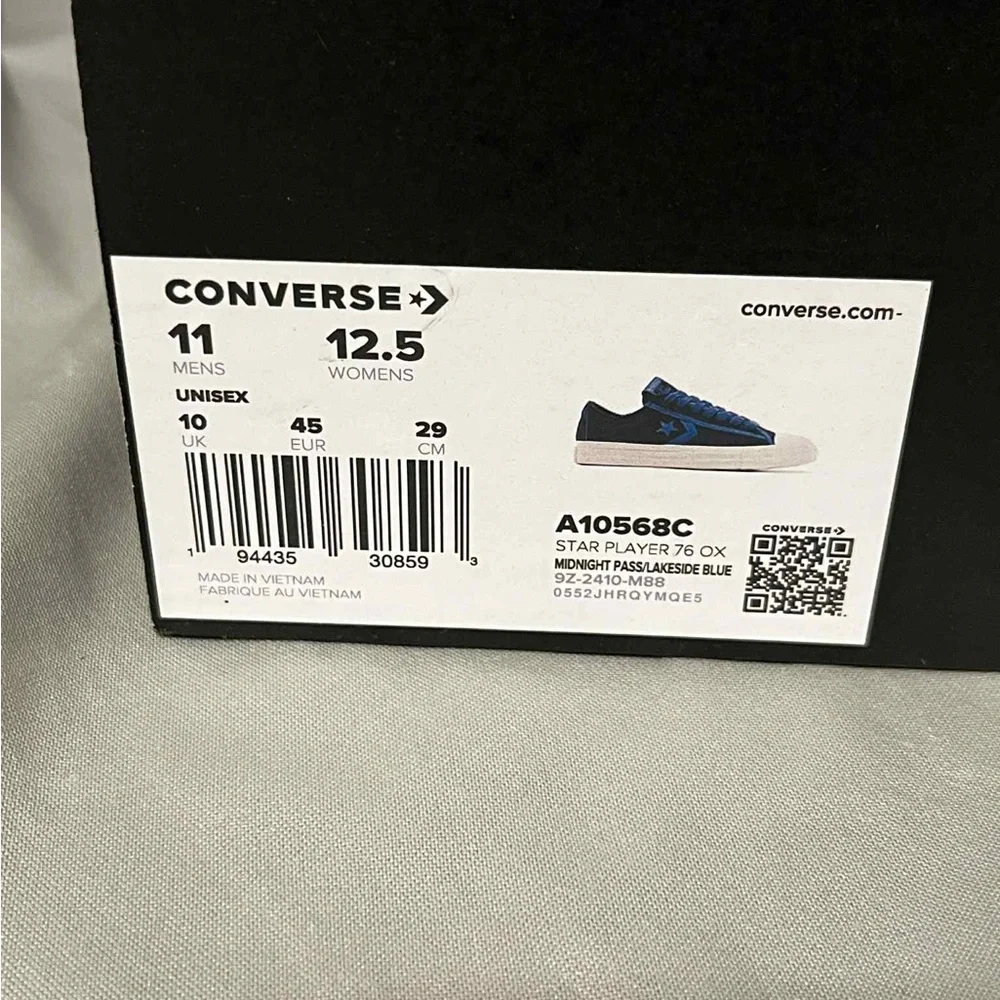 CONVERSE
converse.com-
11 12.5
MENS WOMENS
UNISEX
10 45 29
UK EUR CM
1 94435 30859 3
MADE IN VIETNAM
FABRIQUE AU VIETNAM
A10568C
STAR PLAYER 76 OX
MIDNIGHT PASS/LAKESIDE BLUE
9Z-2410-M88
0552JHRQYMQE5
CONVERSE